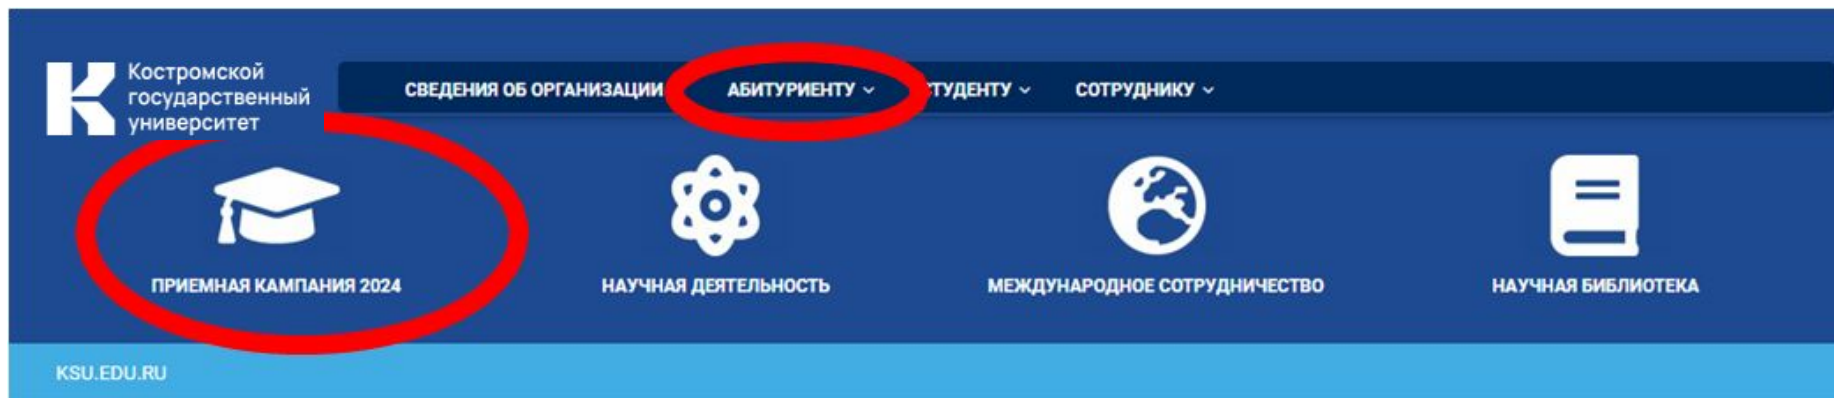 Костромской
государственный
университет
СВЕДЕНИЯ ОБ ОРГАНИЗАЦИИ АБИТУРИЕНТУ СТУДЕНТУ СОТРУДНИКУ
ПРИЕМНАЯ КАМПАНИЯ 2024 НАУЧНАЯ ДЕЯТЕЛЬНОСТЬ МЕЖДУНАРОДНОЕ СОТРУДНИЧЕСТВО НАУЧНАЯ БИБЛИОТЕКА
KSU.EDU.RU